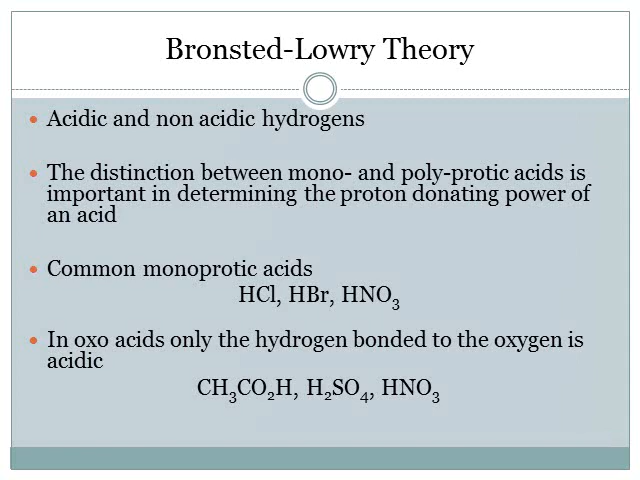 Bronsted-Lowry Theory
• Acidic and non acidic hydrogens
• The distinction between mono- and poly-protic acids is
important in determining the proton donating power of
an acid
• Common monoprotic acids
HCl, HBr, HNO₃
• In oxo acids only the hydrogen bonded to the oxygen is
acidic
CH₃CO₂H, H₂SO₄, HNO₃